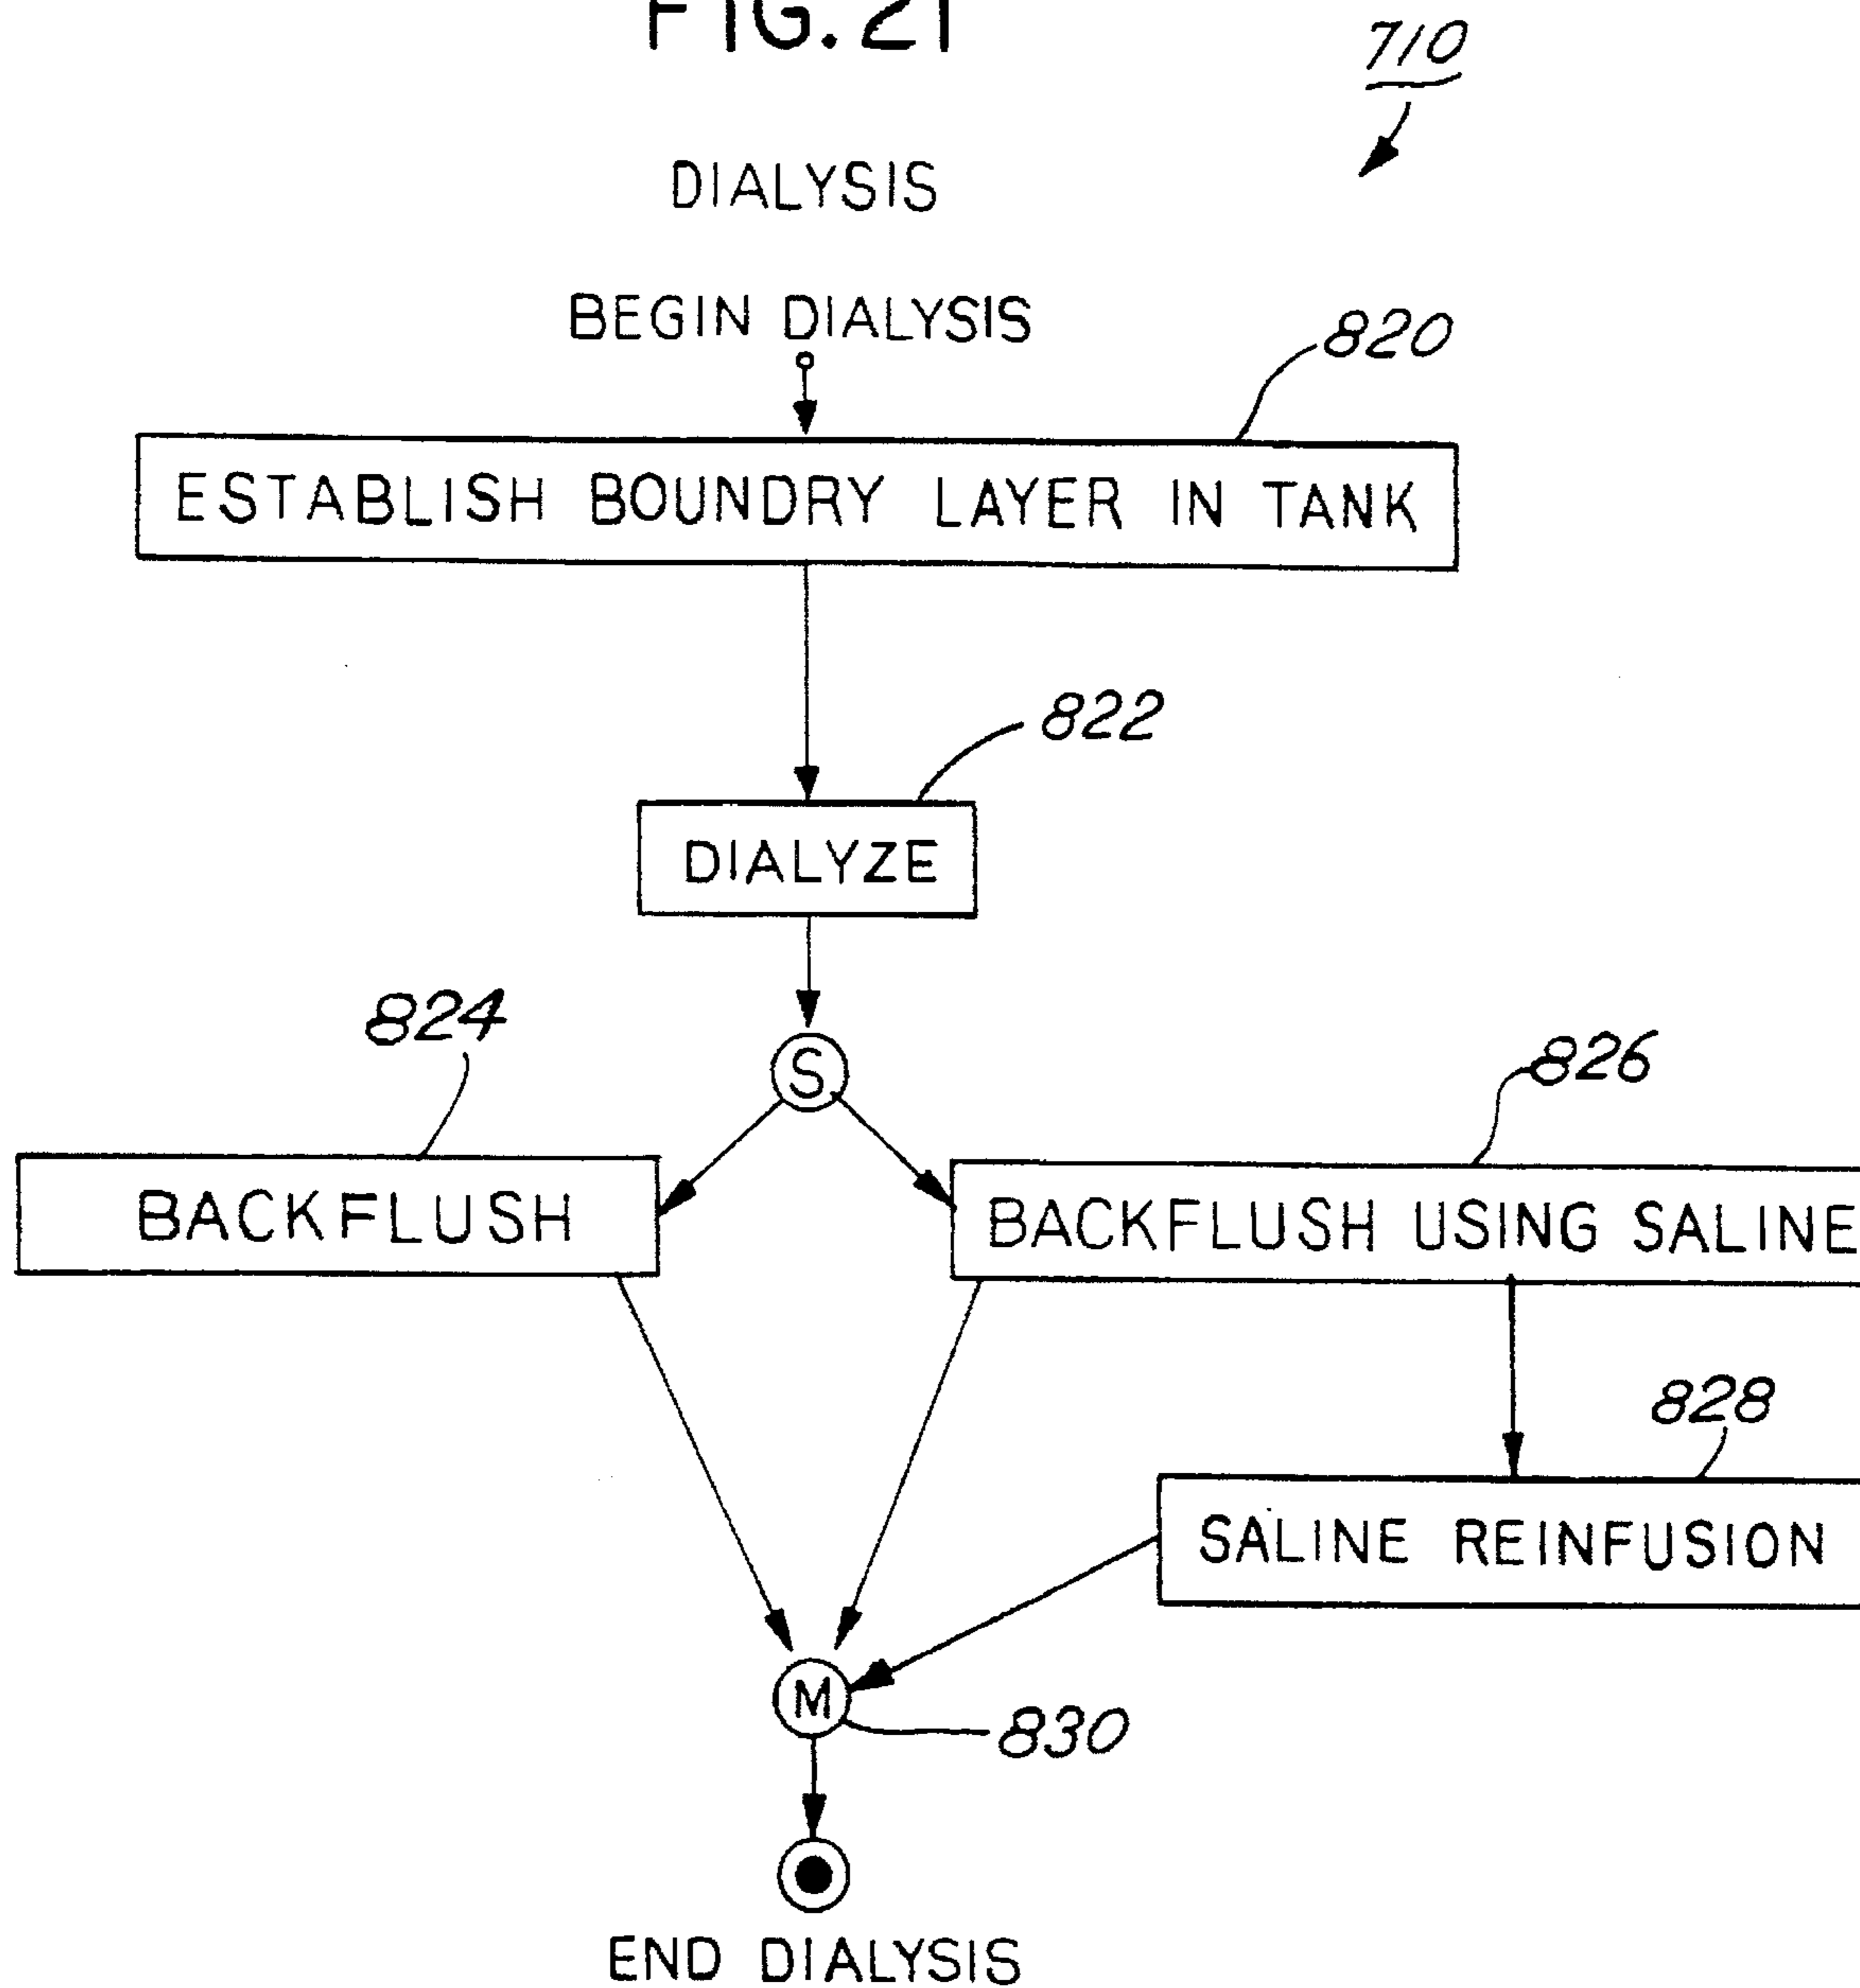 FIG. 21
710
DIALYSIS
BEGIN DIALYSIS
820
ESTABLISH BOUNDRY LAYER IN TANK
822
DIALYZE
S
824
826
BACKFLUSH
BACKFLUSH USING SALINE
828
SALINE REINFUSION
M
830
END DIALYSIS